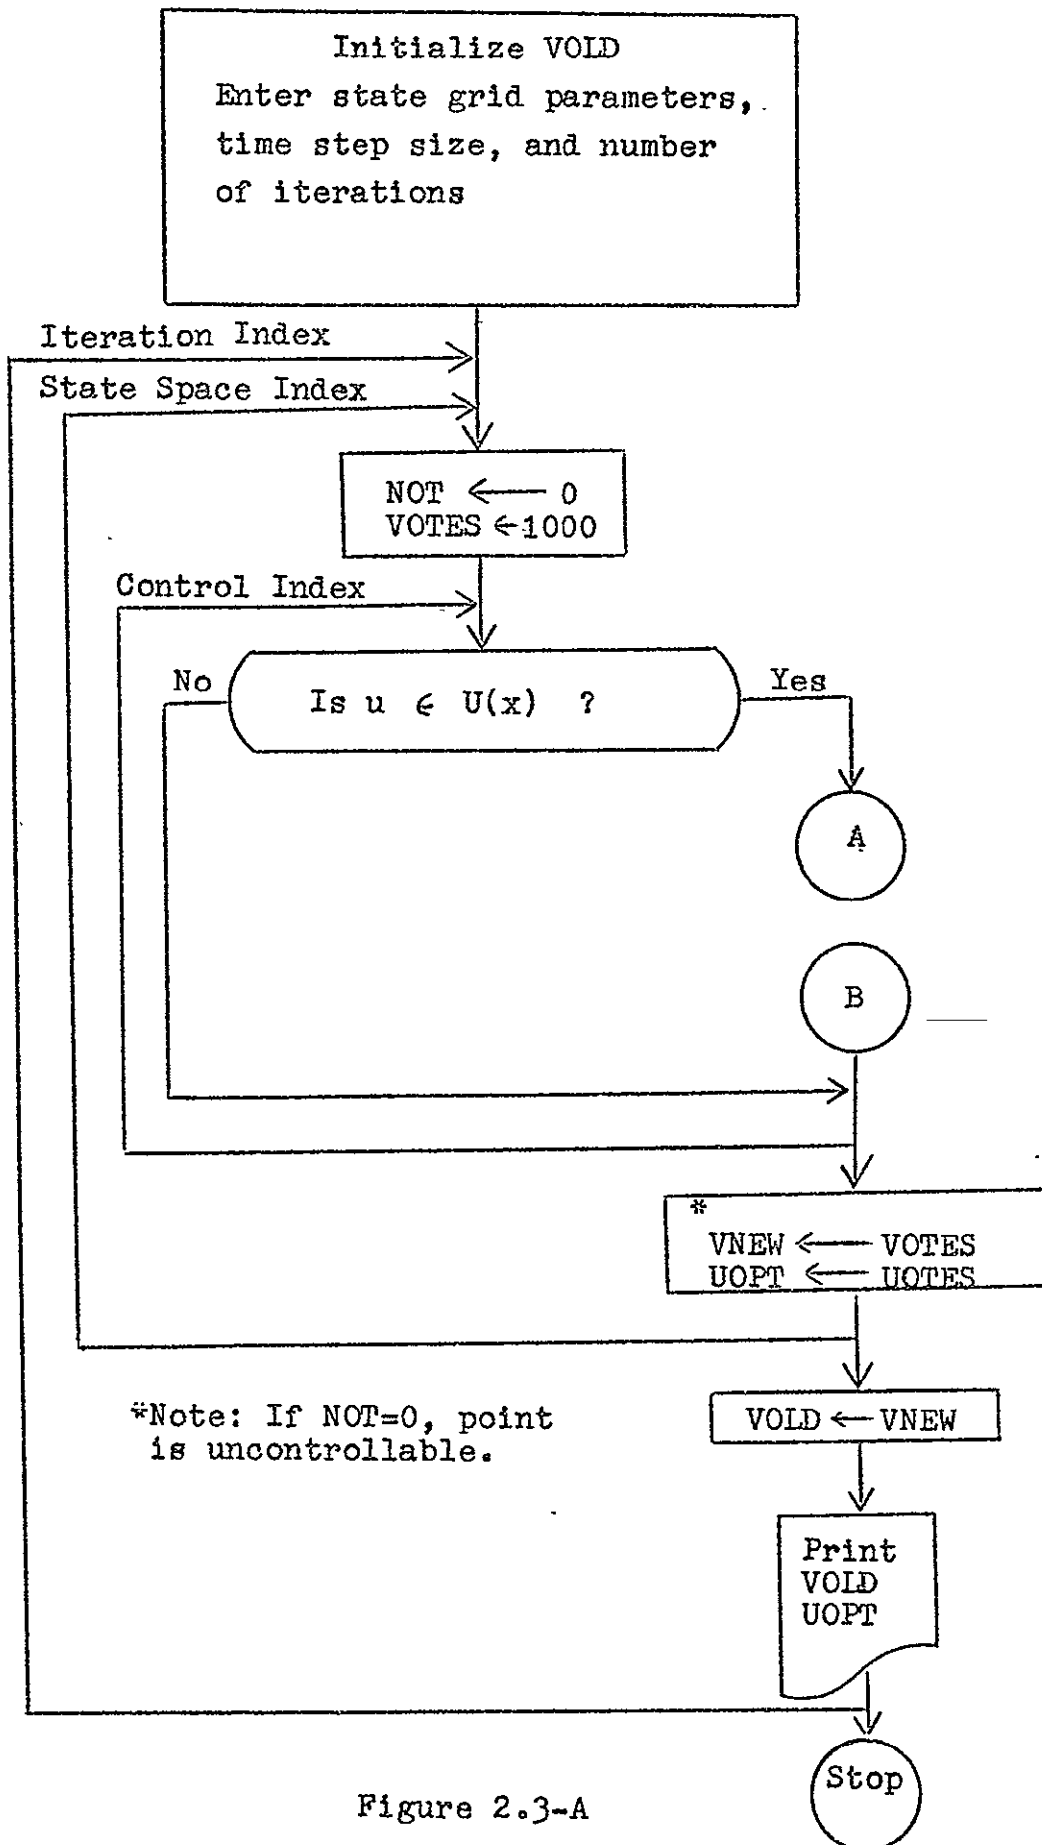 Initialize VOLD
Enter state grid parameters,
time step size, and number
of iterations
Iteration Index
State Space Index
NOT ← 0
VOTES ← 1000
Control Index
No
Is u ∈ U(x) ?
Yes
A
B
*
VNEW ← VOTES
UOPT ← UOTES
*Note: If NOT=0, point
is uncontrollable.
VOLD ← VNEW
Print
VOLD
UOPT
Stop
Figure 2.3-A